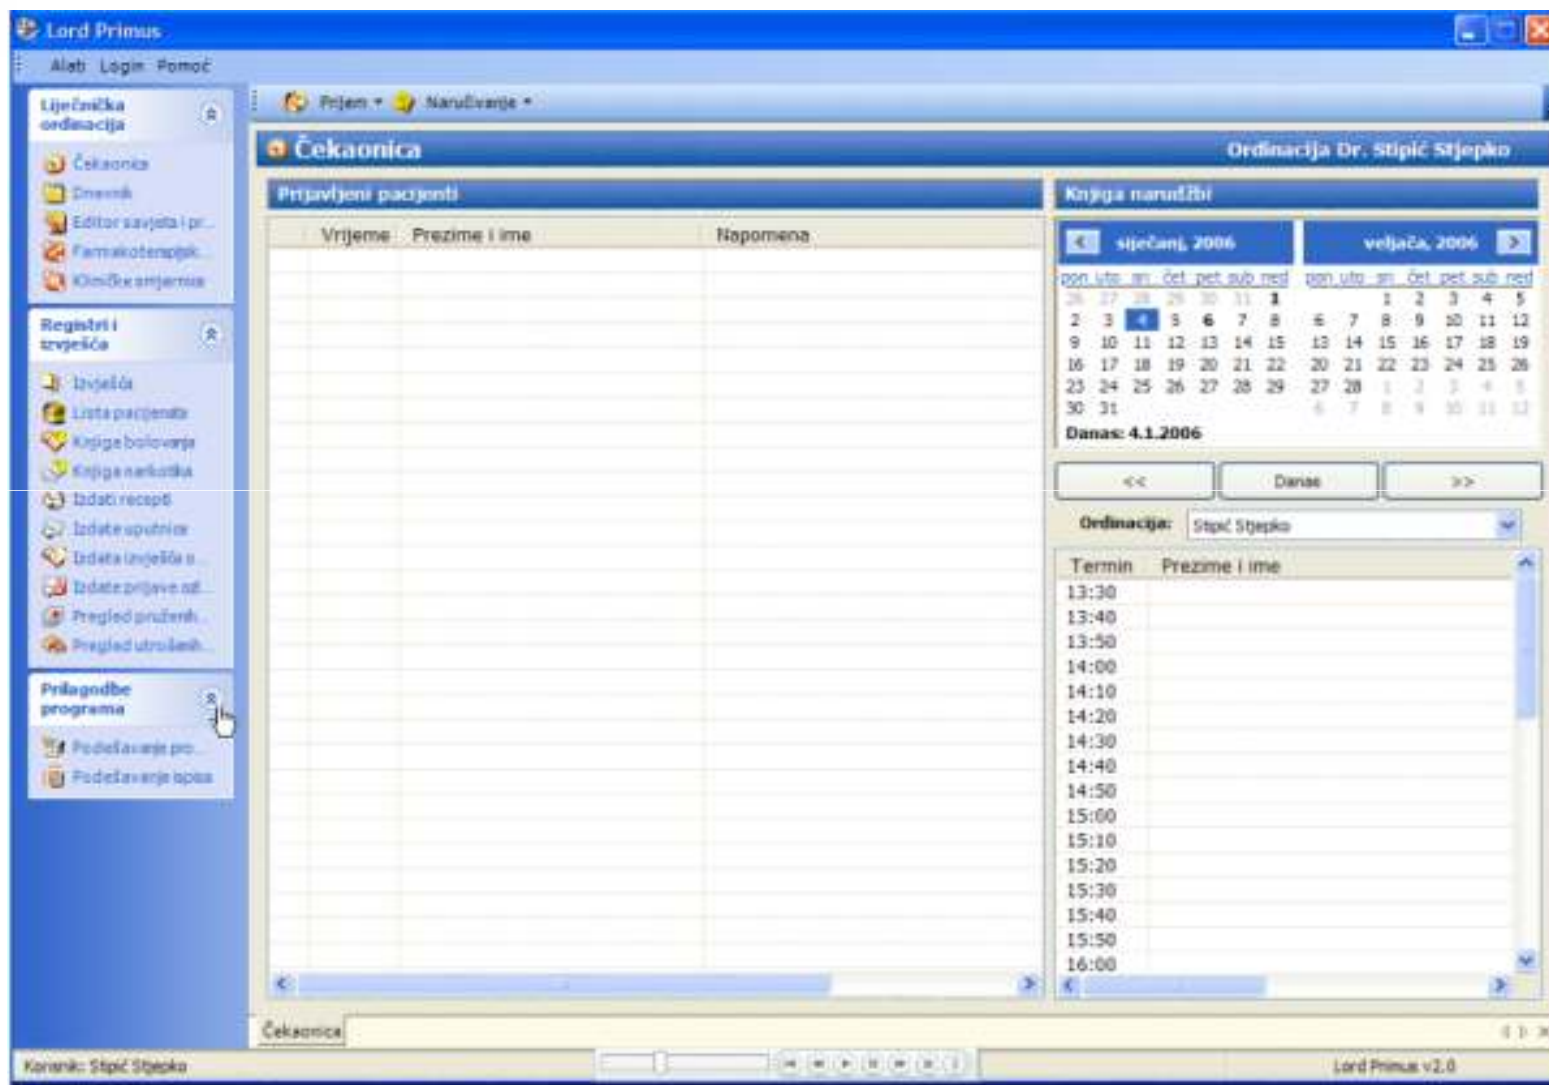 Lord Primus
Alati Login Pomoć
Liječnička
ordinacija
Čekaonica
Dnevnik
Editor savjeta i pr...
Farmakoterapijsk...
Kliničke smjernice
Registri i
izvješća
Izvješća
Lista pacijenata
Knjiga bolovanja
Knjiga narkotika
Izdati recepti
Izdate uputnice
Izdata izvješća o...
Izdate prijave ozl...
Pregled pruženih...
Pregled utrošenih...
Prilagodbe
programa
Podešavanje pro...
Podešavanje ispisa
Prijem Naručivanje
Čekaonica Ordinacija Dr. Stipić Stjepko
Prijavljeni pacijenti
Vrijeme Prezime i ime Napomena
Knjiga narudžbi
siječanj, 2006 veljača, 2006
pon uto sri čet pet sub ned pon uto sri čet pet sub ned
26 27 28 29 30 31 1 1 2 3 4 5
2 3 4 5 6 7 8 6 7 8 9 10 11 12
9 10 11 12 13 14 15 13 14 15 16 17 18 19
16 17 18 19 20 21 22 20 21 22 23 24 25 26
23 24 25 26 27 28 29 27 28 1 2 3 4 5
30 31 6 7 8 9 10 11 12
Danas: 4.1.2006
<< Danas >>
Ordinacija: Stipić Stjepko
Termin Prezime i ime
13:30
13:40
13:50
14:00
14:10
14:20
14:30
14:40
14:50
15:00
15:10
15:20
15:30
15:40
15:50
16:00
Čekaonica
Korisnik: Stipić Stjepko Lord Primus v2.0